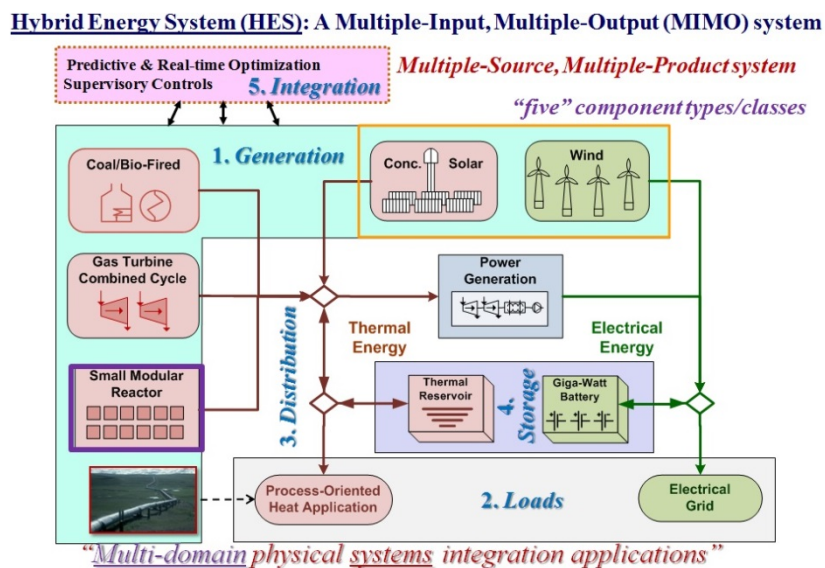 Hybrid Energy System (HES): A Multiple-Input, Multiple-Output (MIMO) system
Predictive & Real-time Optimization
Supervisory Controls
5. Integration
Multiple-Source, Multiple-Product system
"five" component types/classes
1. Generation
Coal/Bio-Fired
Conc. Solar
Wind
Gas Turbine
Combined Cycle
Power
Generation
Thermal
Energy
Electrical
Energy
3. Distribution
Small Modular
Reactor
Thermal
Reservoir
4.
Storage
Giga-Watt
Battery
Process-Oriented
Heat Application
2. Loads
Electrical
Grid
"Multi-domain physical systems integration applications"